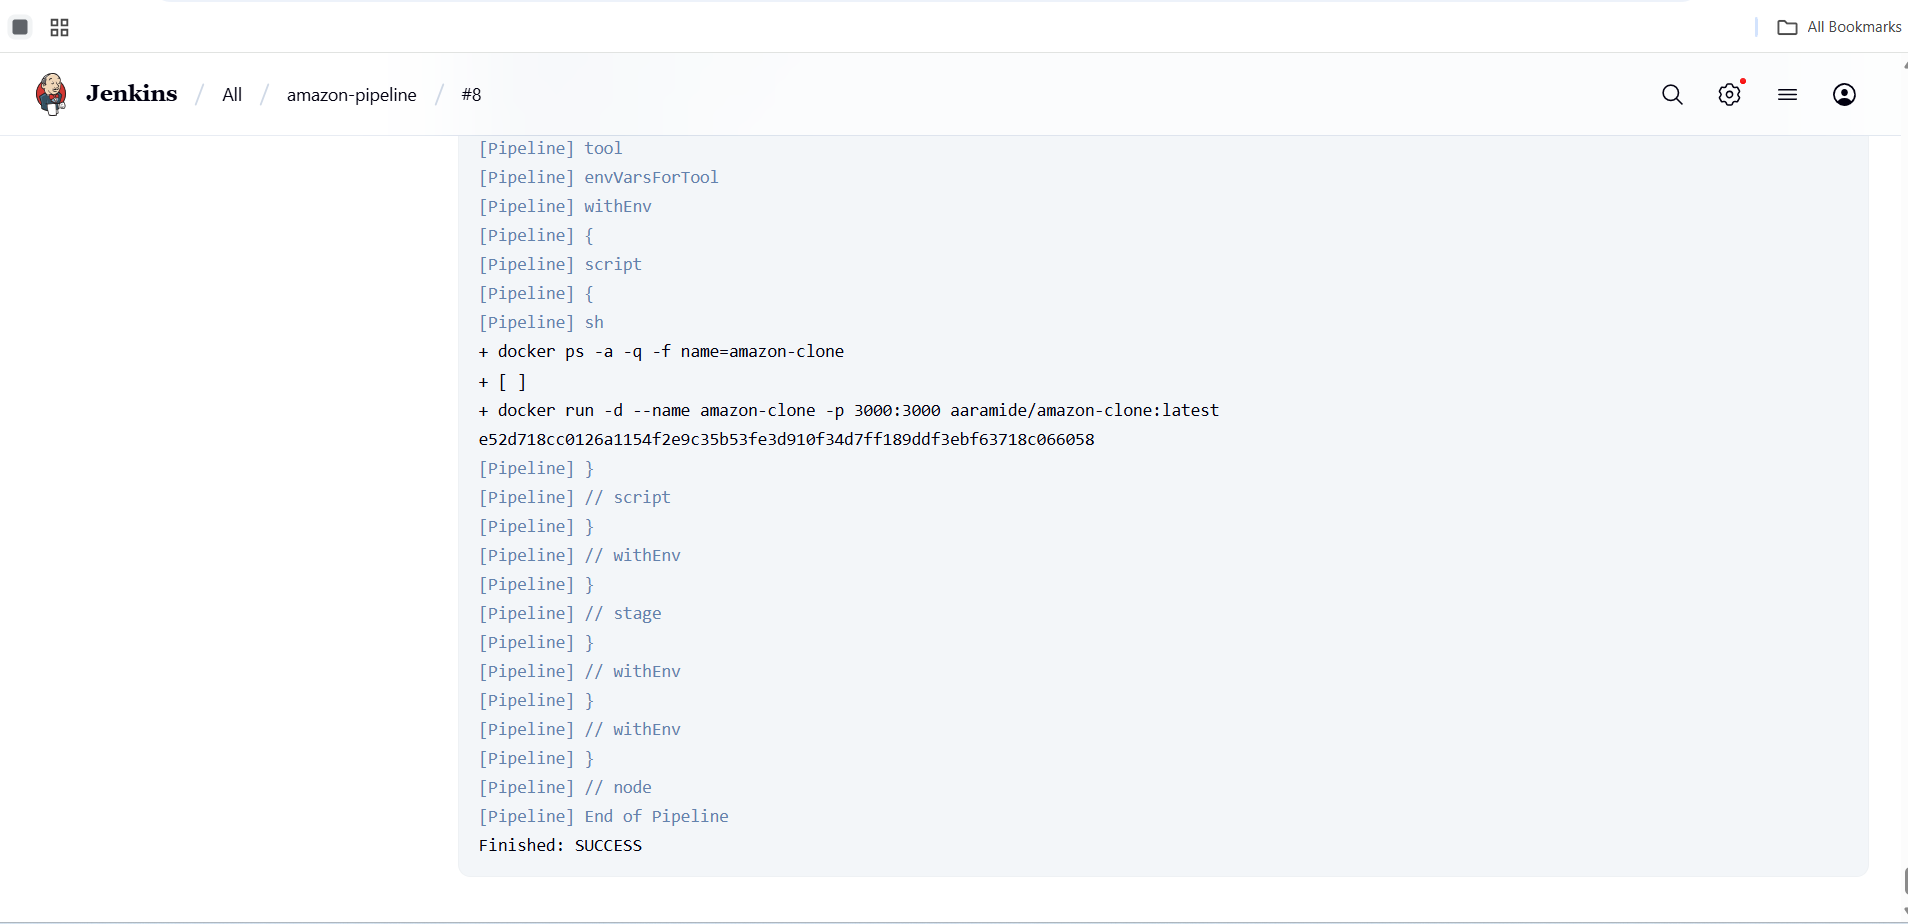 All Bookmarks
Jenkins / All / amazon-pipeline / #8
[Pipeline] tool
[Pipeline] envVarsForTool
[Pipeline] withEnv
[Pipeline] {
[Pipeline] script
[Pipeline] {
[Pipeline] sh
+ docker ps -a -q -f name=amazon-clone
+ [ ]
+ docker run -d --name amazon-clone -p 3000:3000 aaramide/amazon-clone:latest
e52d718cc0126a1154f2e9c35b53fe3d910f34d7ff189ddf3ebf63718c066058
[Pipeline] }
[Pipeline] // script
[Pipeline] }
[Pipeline] // withEnv
[Pipeline] }
[Pipeline] // stage
[Pipeline] }
[Pipeline] // withEnv
[Pipeline] }
[Pipeline] // withEnv
[Pipeline] }
[Pipeline] // node
[Pipeline] End of Pipeline
Finished: SUCCESS